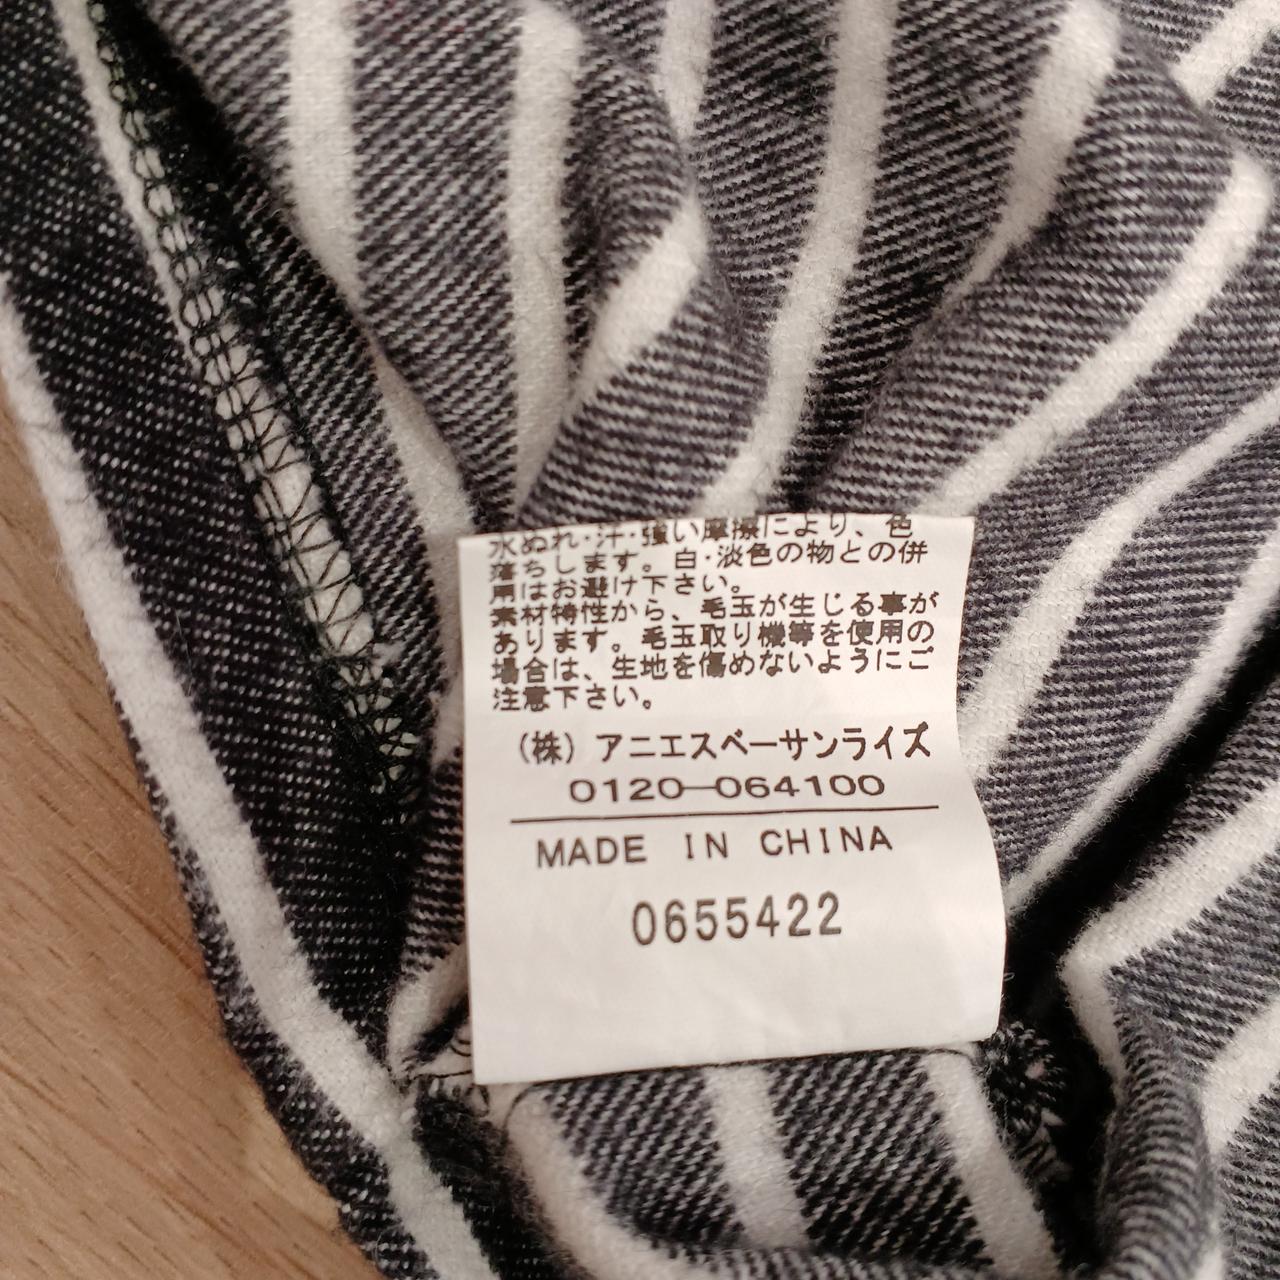 水ぬれ・汗・強い摩擦により、色
落ちします。白・淡色の物との併
用はお避け下さい。
素材特性から、毛玉が生じる事が
あります。毛玉取り機等を使用の
場合は、生地を傷めないようにご
注意下さい。
(株)アニエスベーサンライズ
0120—064100
MADE IN CHINA
0655422